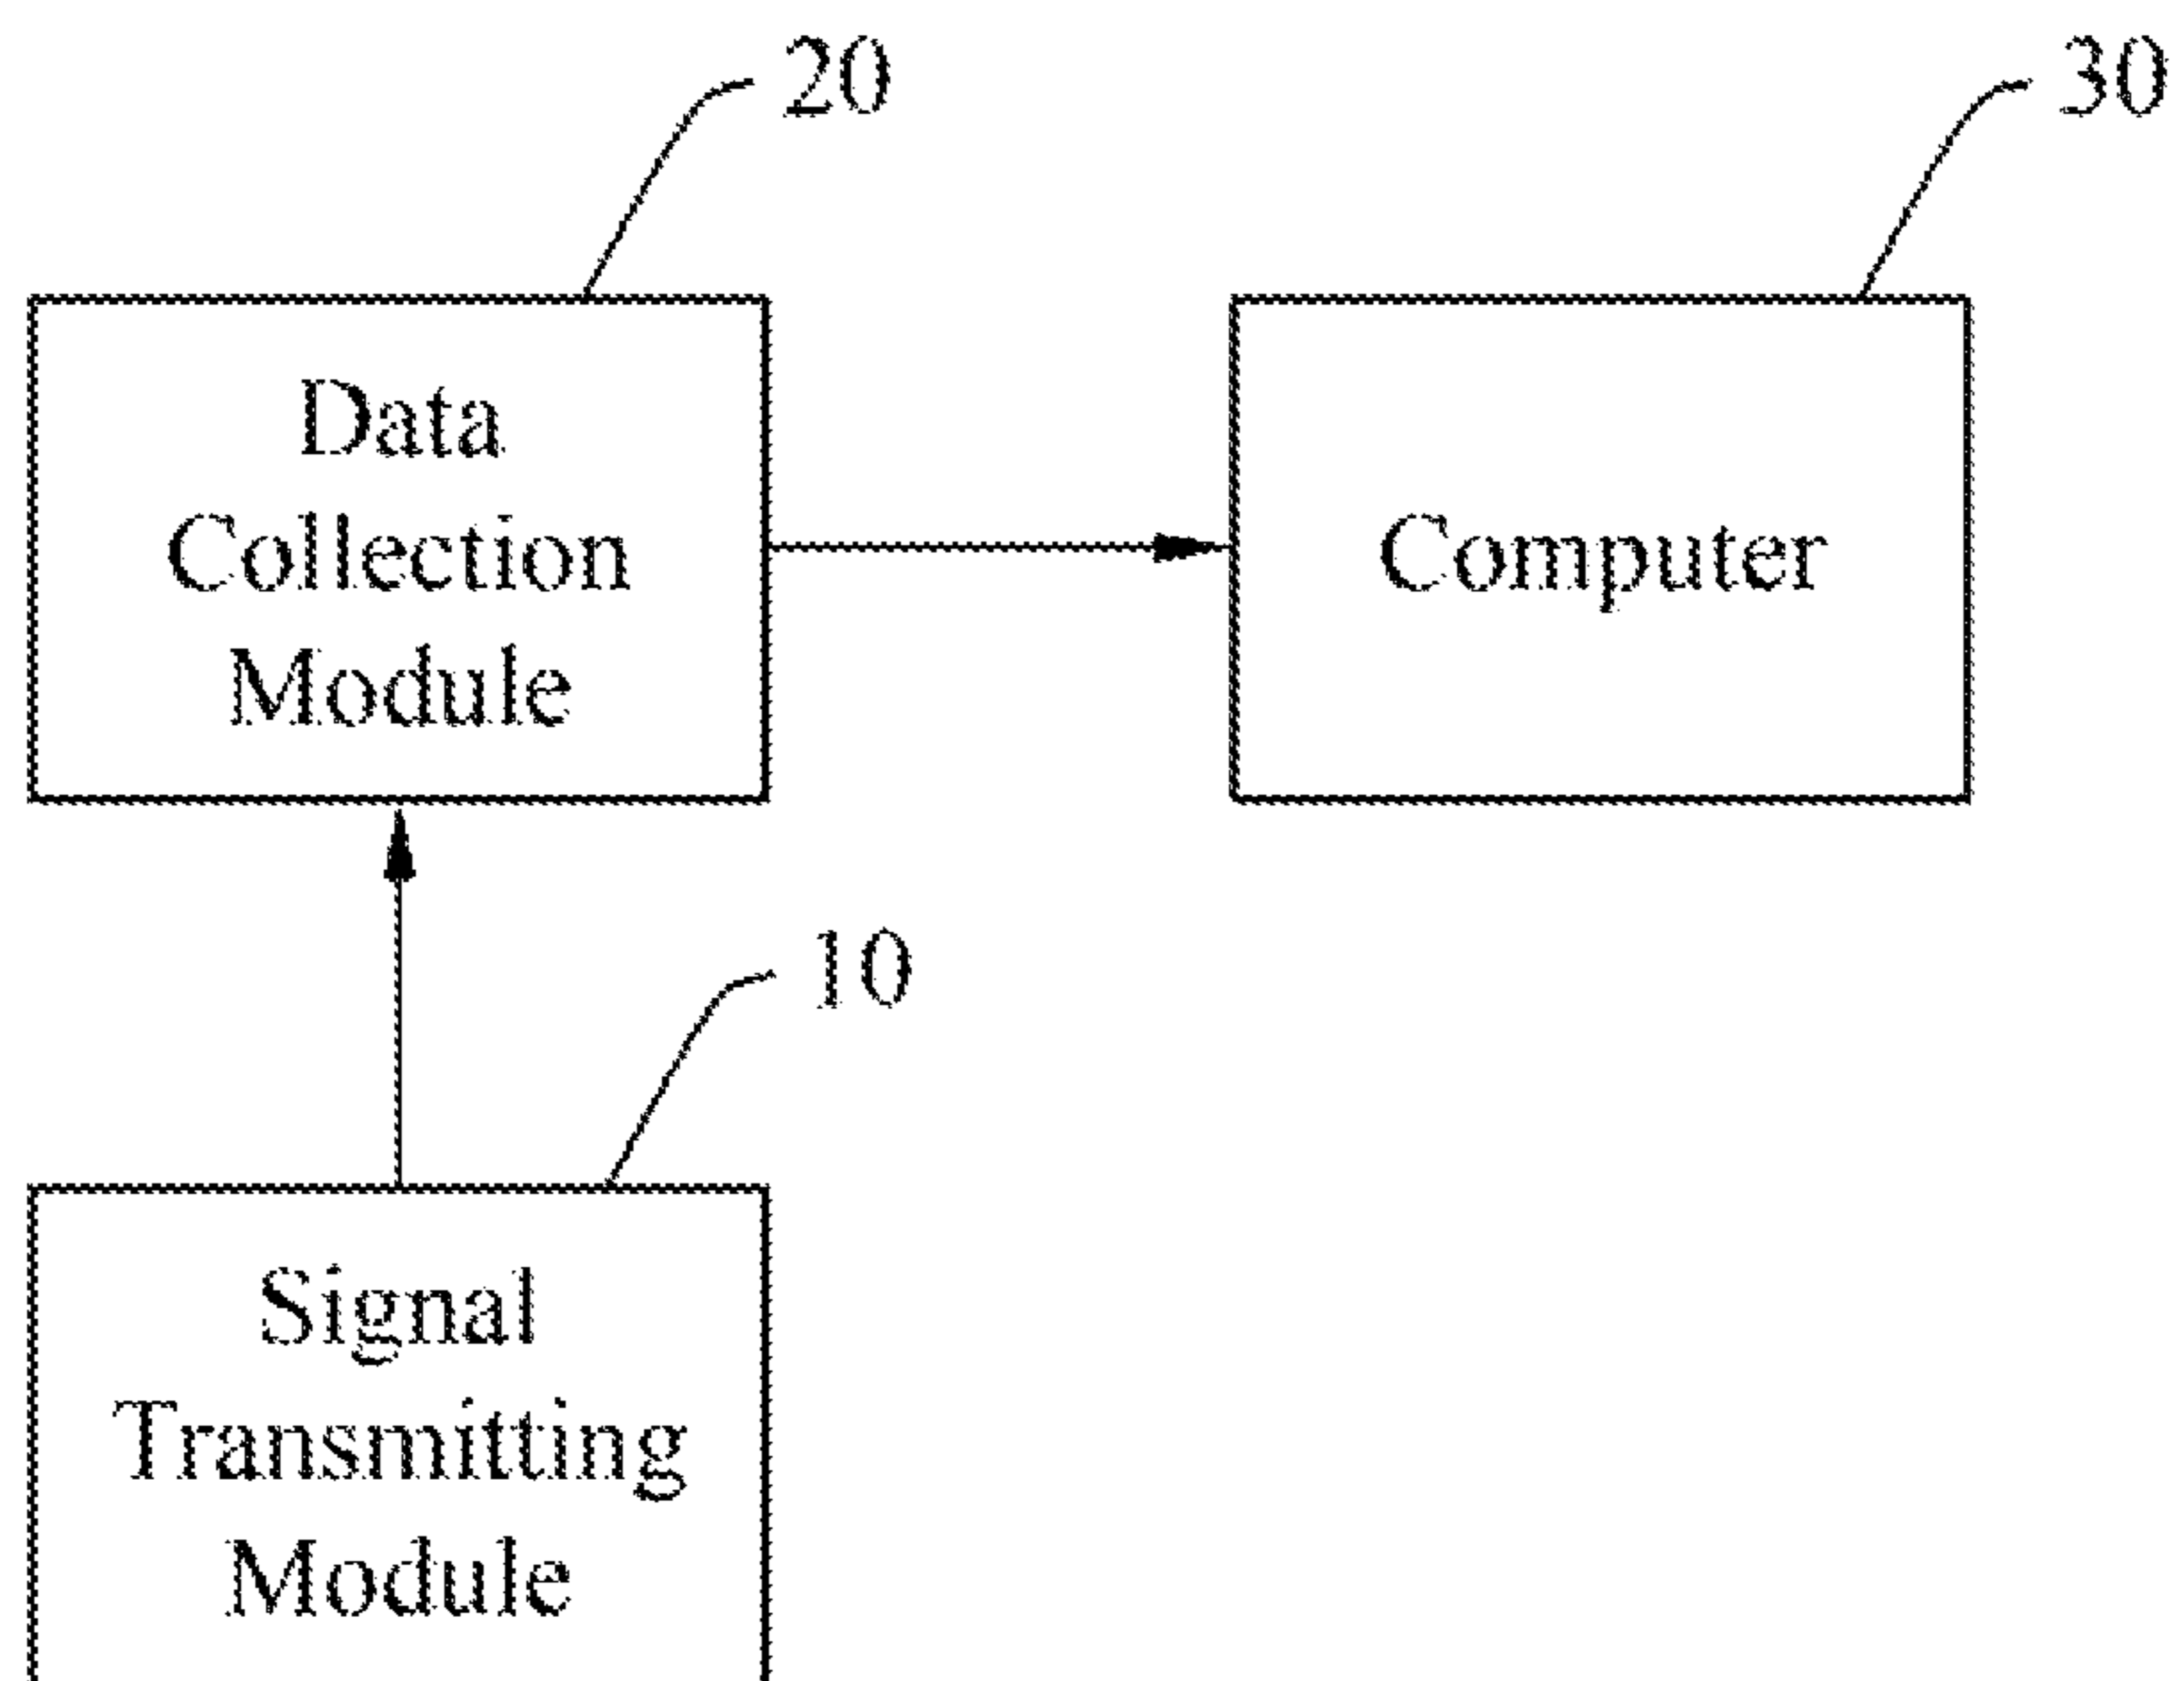 20
30
Data
Collection
Module
Computer
10
Signal
Transmitting
Module